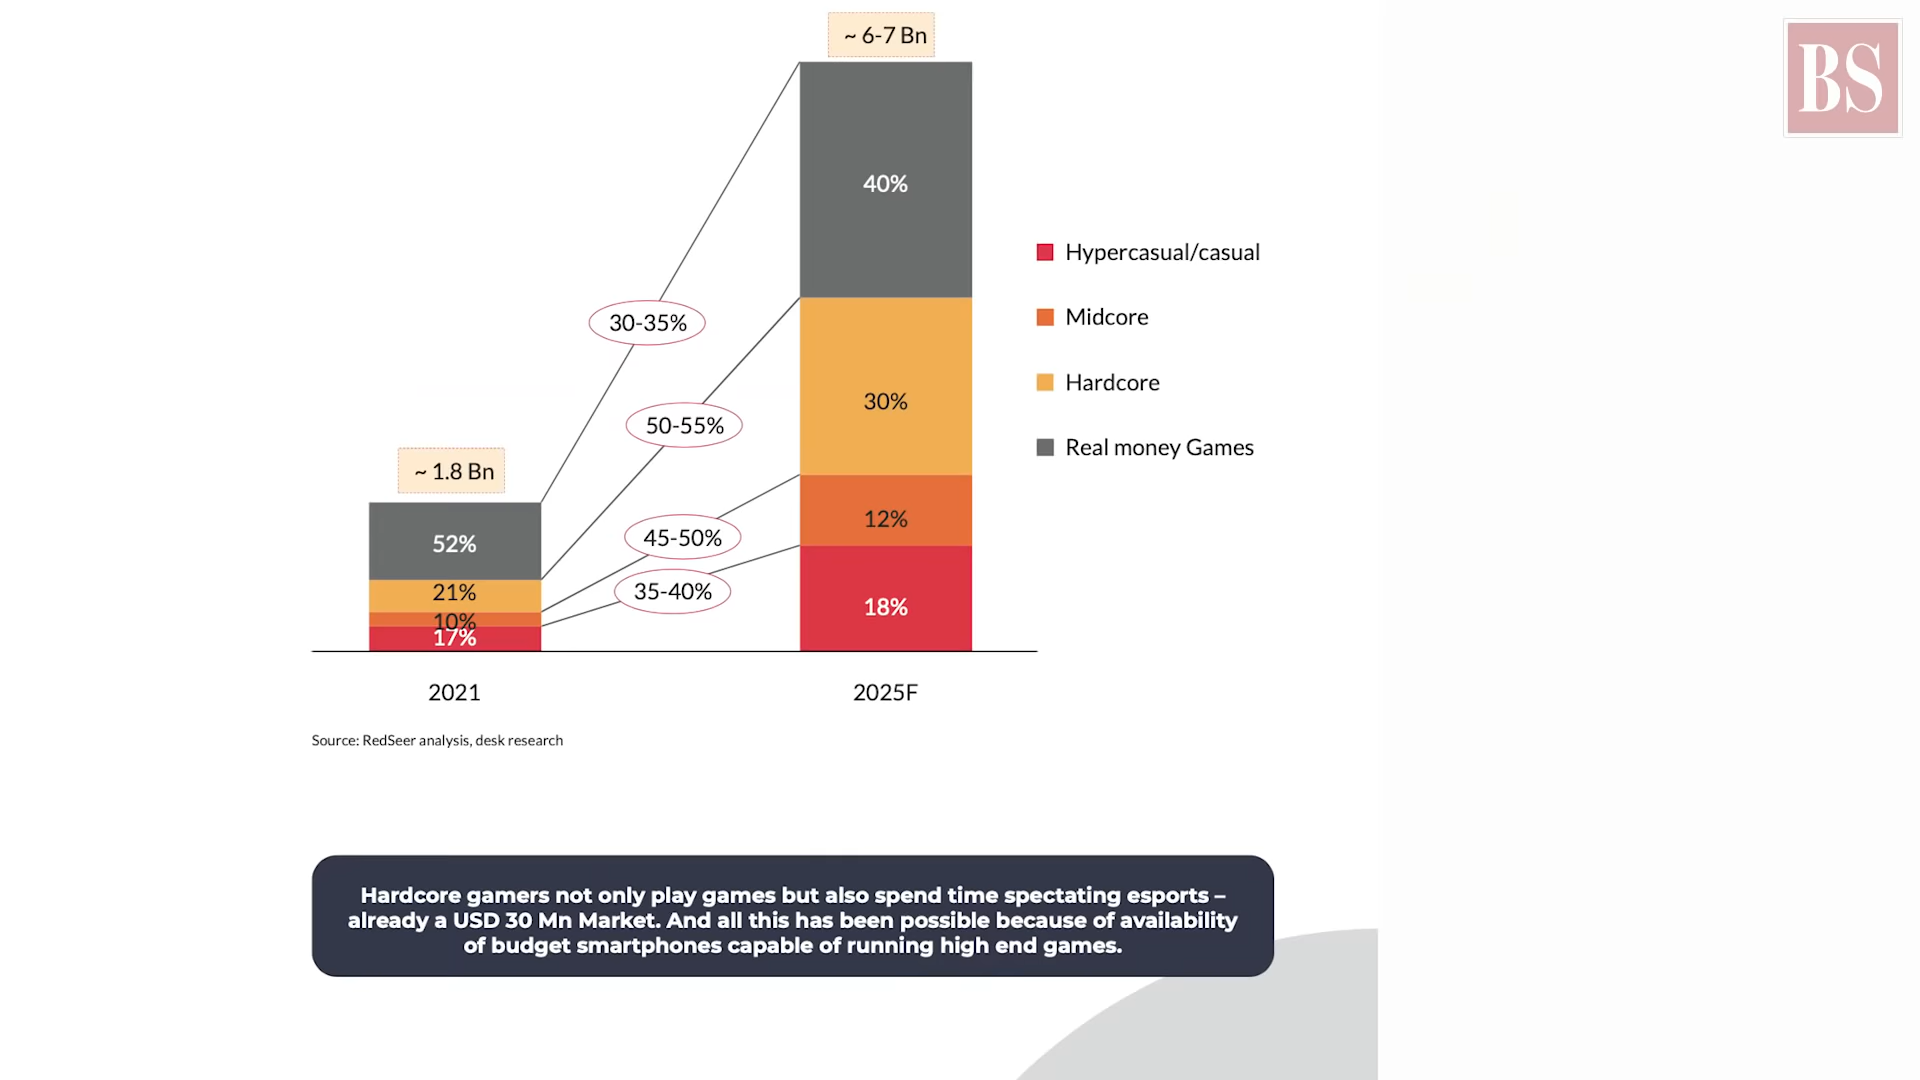 ~ 6-7 Bn
BS
40%
30-35%
Hypercasual/casual
Midcore
Hardcore
Real money Games
30%
50-55%
~ 1.8 Bn
52%
21%
10%
17%
45-50%
35-40%
12%
18%
2021
2025F
Source: RedSeer analysis, desk research
Hardcore gamers not only play games but also spend time spectating esports –
already a USD 30 Mn Market. And all this has been possible because of availability
of budget smartphones capable of running high end games.